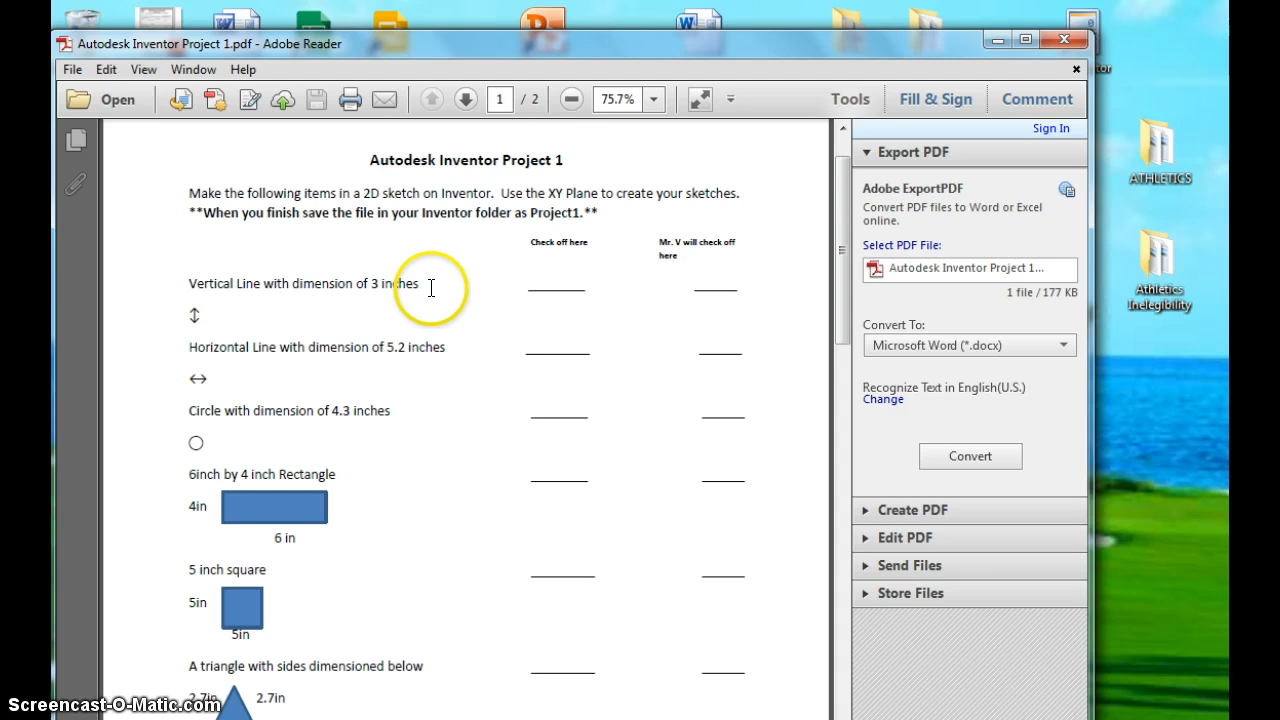 Autodesk Inventor Project 1.pdf - Adobe Reader
File Edit View Window Help
Open 1 / 2 75.7% Tools Fill & Sign Comment
Sign In
Autodesk Inventor Project 1
Make the following items in a 2D sketch on Inventor. Use the XY Plane to create your sketches.
**When you finish save the file in your Inventor folder as Project1.**
Check off here
Mr. V will check off
here
Vertical Line with dimension of 3 inches
Horizontal Line with dimension of 5.2 inches
Circle with dimension of 4.3 inches
6inch by 4 inch Rectangle
4in
6 in
5 inch square
5in
5in
A triangle with sides dimensioned below
2.7in 2.7in
Export PDF
Adobe ExportPDF
Convert PDF files to Word or Excel
online.
Select PDF File:
Autodesk Inventor Project 1...
1 file / 177 KB
Convert To:
Microsoft Word (*.docx)
Recognize Text in English(U.S.)
Change
Convert
Create PDF
Edit PDF
Send Files
Store Files
ATHLETICS
Athletics
Inelegibility
Screencast-O-Matic.com